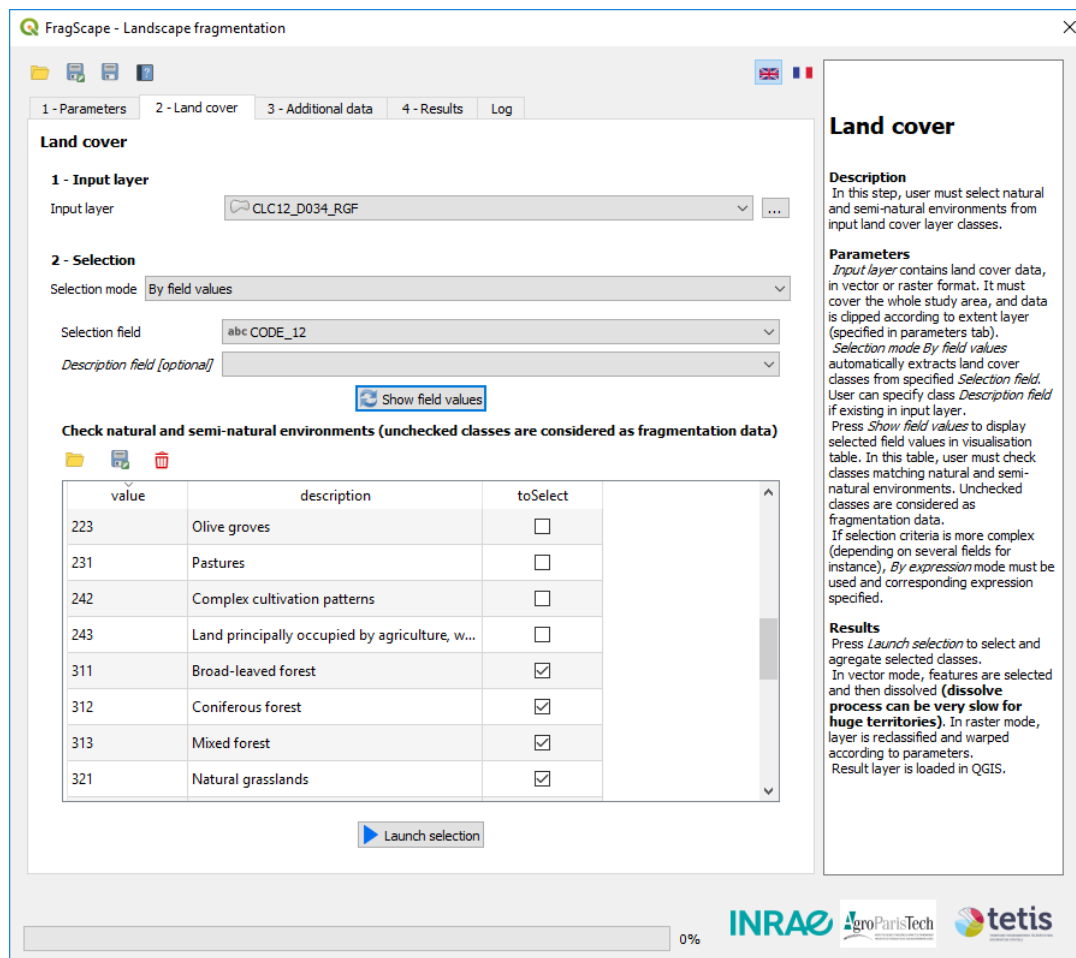 FragScape - Landscape fragmentation
1 - Parameters
2 - Land cover
3 - Additional data
4 - Results
Log
Land cover
1 - Input layer
Input layer
CLC12_D034_RGF
...
2 - Selection
Selection mode
By field values
Selection field
abc CODE_12
Description field [optional]
Show field values
Check natural and semi-natural environments (unchecked classes are considered as fragmentation data)
value description toSelect
223 Olive groves
231 Pastures
242 Complex cultivation patterns
243 Land principally occupied by agriculture, w...
311 Broad-leaved forest
312 Coniferous forest
313 Mixed forest
321 Natural grasslands
Launch selection
0%
Land cover
Description
In this step, user must select natural
and semi-natural environments from
input land cover layer classes.
Parameters
Input layer contains land cover data,
in vector or raster format. It must
cover the whole study area, and data
is clipped according to extent layer
(specified in parameters tab).
Selection mode By field values
automatically extracts land cover
classes from specified Selection field.
User can specify class Description field
if existing in input layer.
Press Show field values to display
selected field values in visualisation
table. In this table, user must check
classes matching natural and semi-
natural environments. Unchecked
classes are considered as
fragmentation data.
If selection criteria is more complex
(depending on several fields for
instance), By expression mode must be
used and corresponding expression
specified.
Results
Press Launch selection to select and
agregate selected classes.
In vector mode, features are selected
and then dissolved (dissolve
process can be very slow for
huge territories). In raster mode,
layer is reclassified and warped
according to parameters.
Result layer is loaded in QGIS.
INRAE
AgroParisTech
tetis